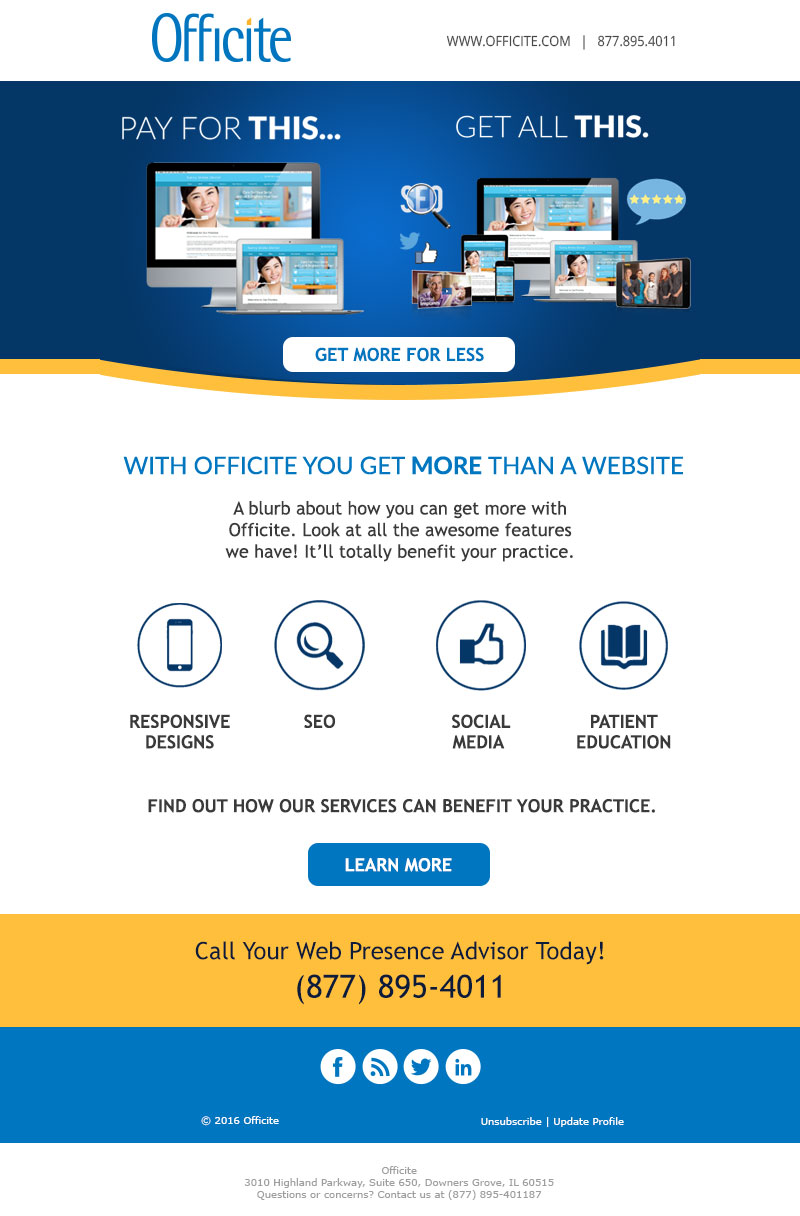 Officite
WWW.OFFICITE.COM | 877.895.4011
PAY FOR THIS...
GET ALL THIS.
SEO
GET MORE FOR LESS
WITH OFFICITE YOU GET MORE THAN A WEBSITE
A blurb about how you can get more with
Officite. Look at all the awesome features
we have! It'll totally benefit your practice.
RESPONSIVE
DESIGNS
SEO
SOCIAL
MEDIA
PATIENT
EDUCATION
FIND OUT HOW OUR SERVICES CAN BENEFIT YOUR PRACTICE.
LEARN MORE
Call Your Web Presence Advisor Today!
(877) 895-4011
© 2016 Officite
Unsubscribe | Update Profile
Officite
3010 Highland Parkway, Suite 650, Downers Grove, IL 60515
Questions or concerns? Contact us at (877) 895-401187